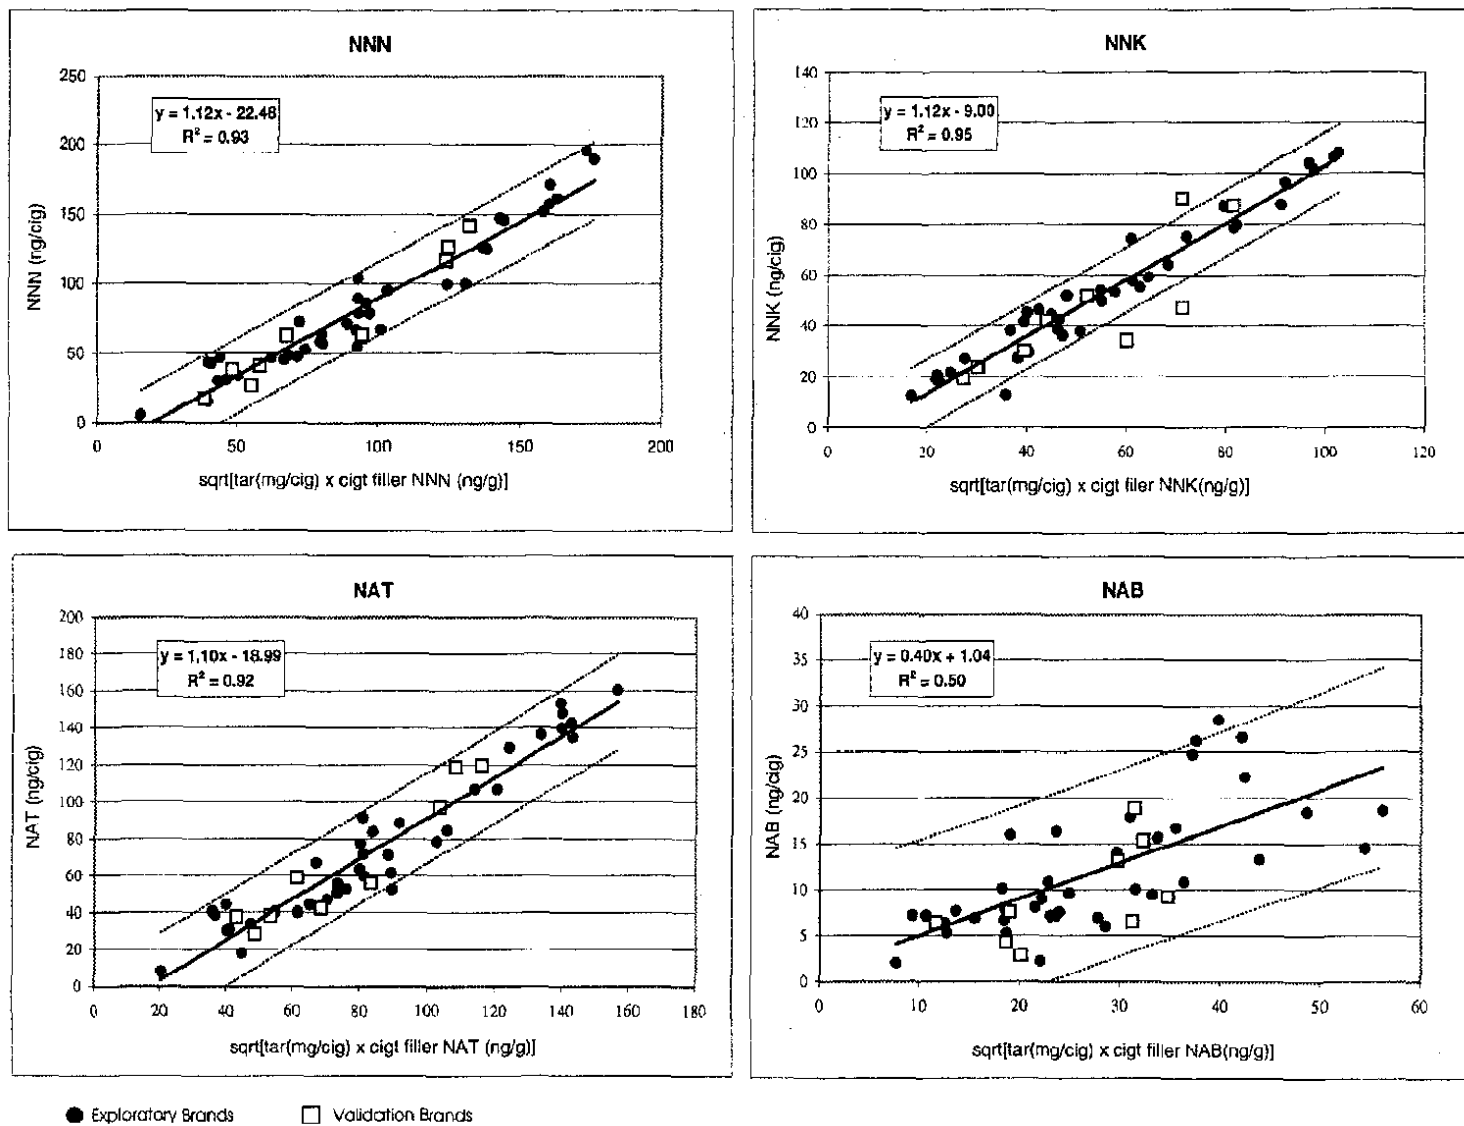 NNN
250
200
150
100
50
0
y = 1.12x - 22.48
R² = 0.93
NNN (ng/cig)
0 50 100 150 200
sqrt[tar(mg/cig) x cigt filler NNN (ng/g)]
NNK
140
120
100
80
60
40
20
0
y = 1.12x - 9.00
R² = 0.95
NNK (ng/cig)
0 20 40 60 80 100 120
sqrt[tar(mg/cig) x cigt filer NNK(ng/g)]
NAT
200
180
160
140
120
100
80
60
40
20
0
y = 1.10x - 18.99
R² = 0.92
NAT (ng/cig)
0 20 40 60 80 100 120 140 160 180
sqrt[tar(mg/cig) x cigt filler NAT (ng/g)]
NAB
40
35
30
25
20
15
10
5
0
y = 0.40x + 1.04
R² = 0.50
NAB (ng/cig)
0 10 20 30 40 50 60
sqrt[tar(mg/cig) x cigt filler NAB(ng/g)]
Exploratory Brands Validation Brands